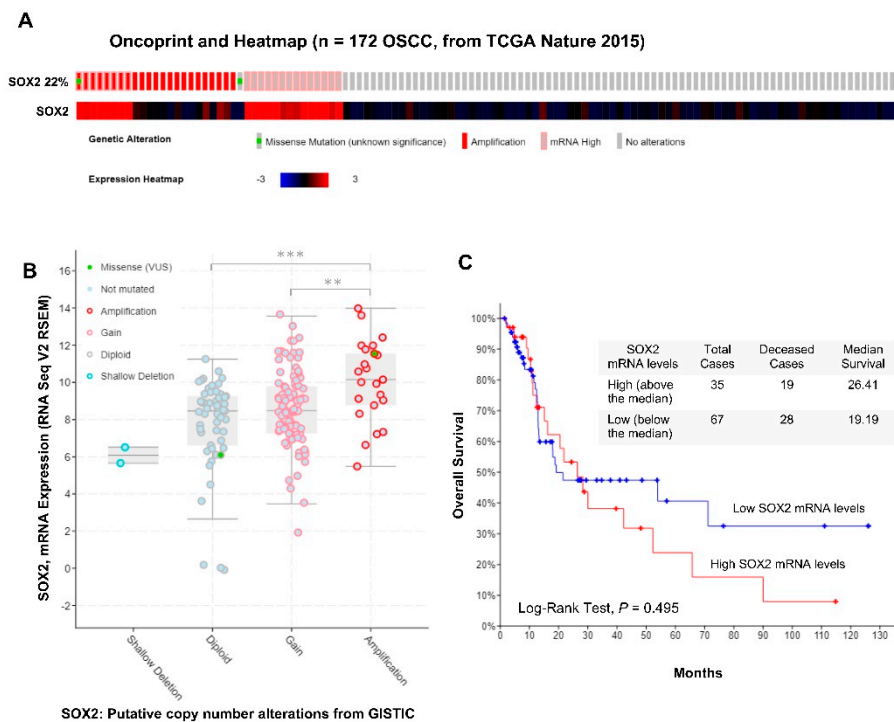 A
Oncoprint and Heatmap (n = 172 OSCC, from TCGA Nature 2015)
SOX2 22%
SOX2
Genetic Alteration
Missense Mutation (unknown significance)
Amplification
mRNA High
No alterations
Expression Heatmap
-3
3
B
SOX2, mRNA Expression (RNA Seq V2 RSEM)
16
14
12
10
8
6
4
2
0
-2
Missense (VUS)
Not mutated
Amplification
Gain
Diploid
Shallow Deletion
***
**
Shallow Deletion
Diploid
Gain
Amplification
SOX2: Putative copy number alterations from GISTIC
C
Overall Survival
100%
90%
80%
70%
60%
50%
40%
30%
20%
10%
0%
SOX2 mRNA levels Total Cases Deceased Cases Median Survival
High (above the median) 35 19 26.41
Low (below the median) 67 28 19.19
Low SOX2 mRNA levels
High SOX2 mRNA levels
Log-Rank Test, P = 0.495
0 10 20 30 40 50 60 70 80 90 100 110 120 130
Months